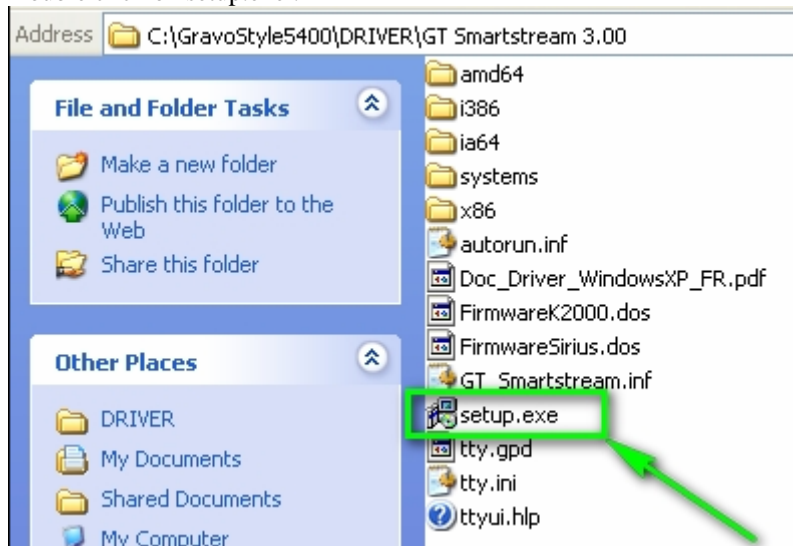 Address C:\GravoStyle5400\DRIVER\GT Smartstream 3.00
File and Folder Tasks
Make a new folder
Publish this folder to the
Web
Share this folder
Other Places
DRIVER
My Documents
Shared Documents
My Computer
amd64
i386
ia64
systems
x86
autorun.inf
Doc_Driver_WindowsXP_FR.pdf
FirmwareK2000.dos
FirmwareSirius.dos
GT_Smartstream.inf
setup.exe
tty.gpd
tty.ini
ttyui.hlp